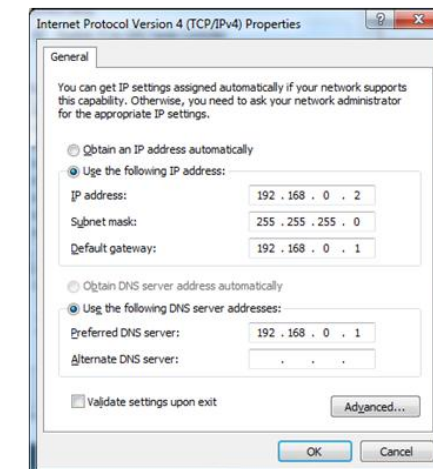 Internet Protocol Version 4 (TCP/IPv4) Properties
General
You can get IP settings assigned automatically if your network supports
this capability. Otherwise, you need to ask your network administrator
for the appropriate IP settings.
Obtain an IP address automatically
Use the following IP address:
IP address: 192 . 168 . 0 . 2
Subnet mask: 255 . 255 . 255 . 0
Default gateway: 192 . 168 . 0 . 1
Obtain DNS server address automatically
Use the following DNS server addresses:
Preferred DNS server: 192 . 168 . 0 . 1
Alternate DNS server: . . .
Validate settings upon exit
Advanced...
OK Cancel